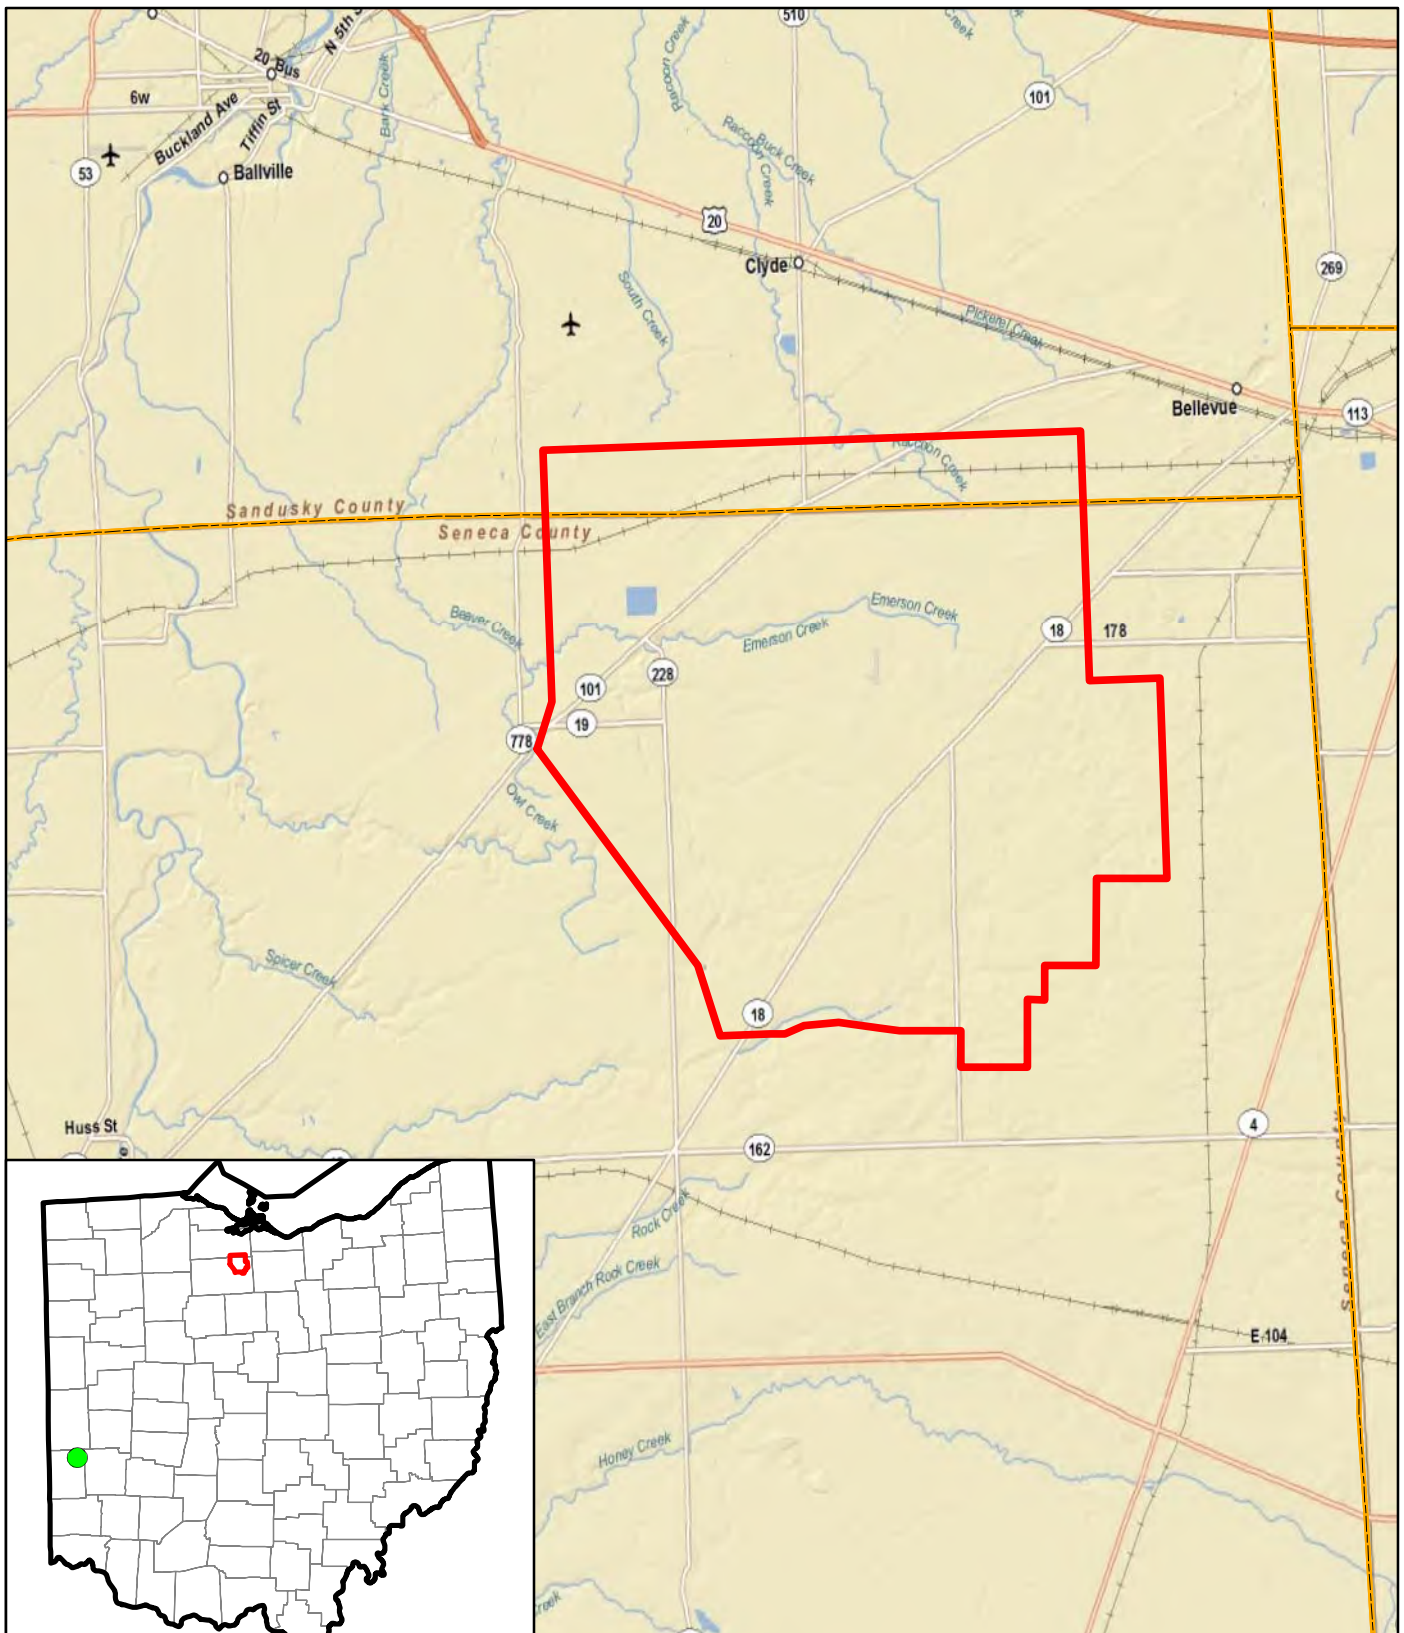 510
Creek
N 5th S
20 Bus
Raccoon Creek
6w
Bark Creek
101
Buckland Ave
Tiffin St
Raccoon Creek
Buck Creek
53
Ballville
20
Clyde
269
South Creek
Pickerel Creek
Bellevue
113
Raccoon Creek
Sandusky County
Seneca County
Beaver Creek
Emerson Creek
Emerson Creek
18
178
228
101
19
778
Owl Creek
Spicer Creek
18
Huss St
4
162
Seneca County
Rock Creek
East Branch Rock Creek
E 104
Honey Creek
Creek